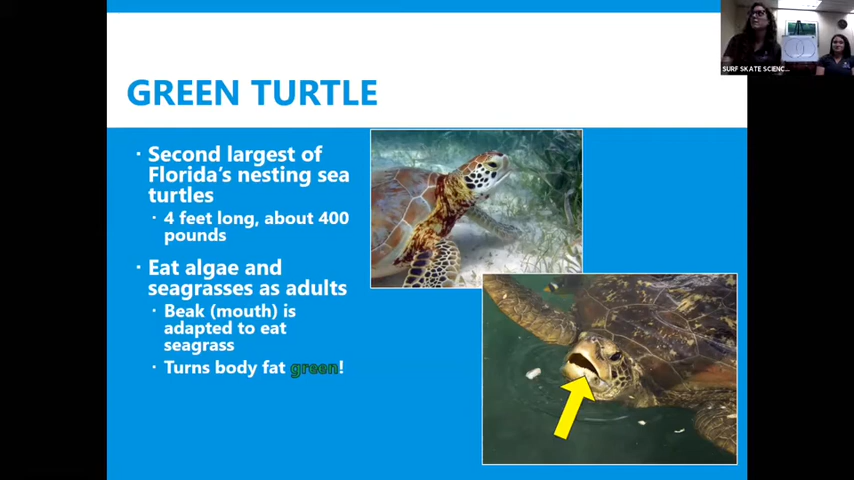 SURF SKATE SCIENC...
GREEN TURTLE
Second largest of
Florida's nesting sea
turtles
4 feet long, about 400
pounds
Eat algae and
seagrasses as adults
Beak (mouth) is
adapted to eat
seagrass
Turns body fat green!